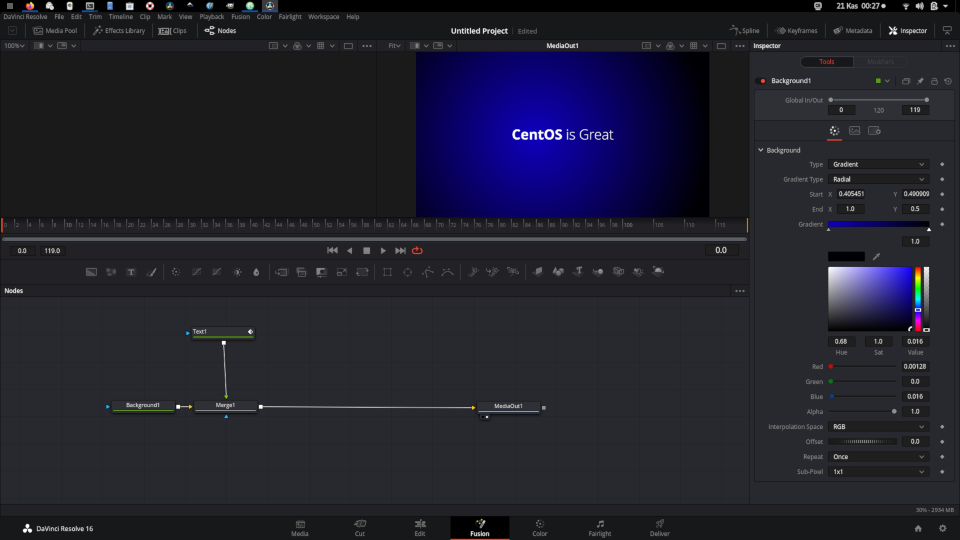 21 Kas 00:27
DaVinci Resolve File Edit Trim Timeline Clip Mark View Playback Fusion Color Fairlight Workspace Help
Media Pool Effects Library Clips Nodes Untitled Project Edited Spline Keyframes Metadata Inspector
100% Fit MediaOut1 Inspector
Tools Modifiers
Background1
Global In/Out
0 120 119
CentOS is Great
Background
Type Gradient
Gradient Type Radial
Start X 0.405451 Y 0.490909
End X 1.0 Y 0.5
Gradient
1.0
0.0 119.0 0.0
Nodes
Text1
Background1 Merge1 MediaOut1
0.68 1.0 0.016
Hue Sat Value
Red 0.00128
Green 0.0
Blue 0.016
Alpha 1.0
Interpolation Space RGB
Offset 0.0
Repeat Once
Sub-Pixel 1x1
30% - 2934 MB
DaVinci Resolve 16
Media Cut Edit Fusion Color Fairlight Deliver